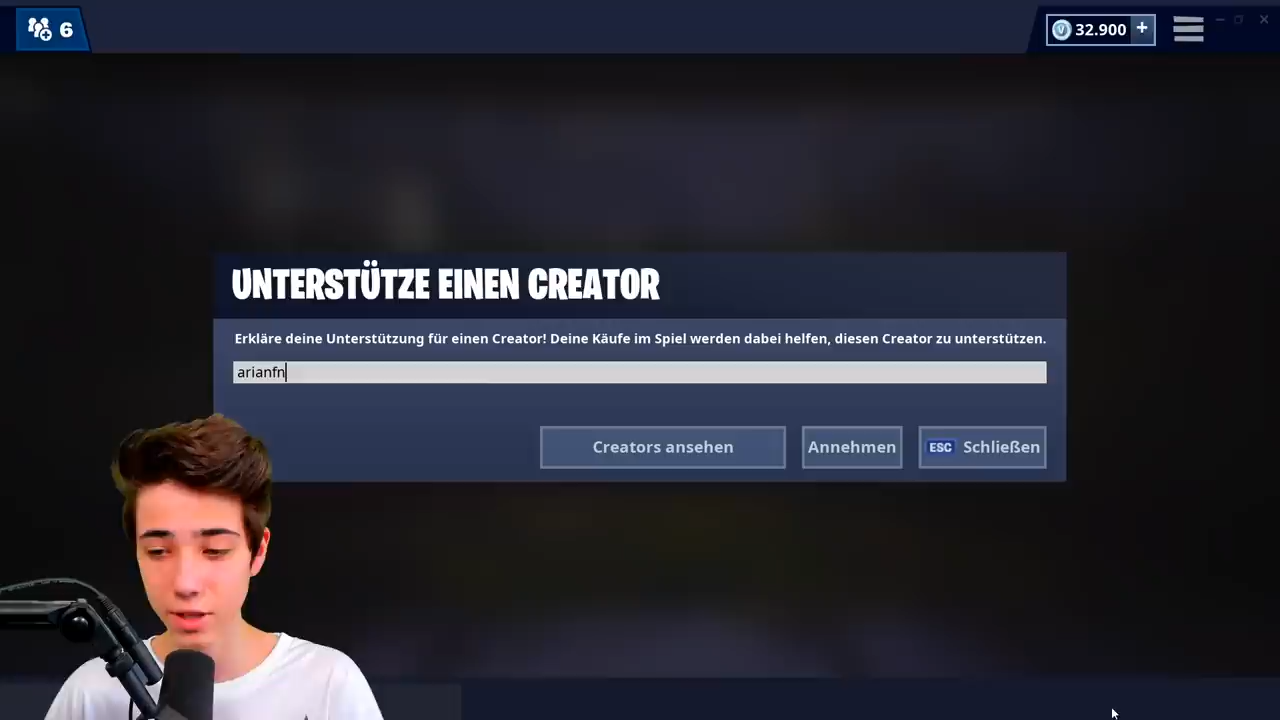 6
32.900 +
UNTERSTÜTZE EINEN CREATOR
Erkläre deine Unterstützung für einen Creator! Deine Käufe im Spiel werden dabei helfen, diesen Creator zu unterstützen.
arianfn
Creators ansehen Annehmen ESC Schließen